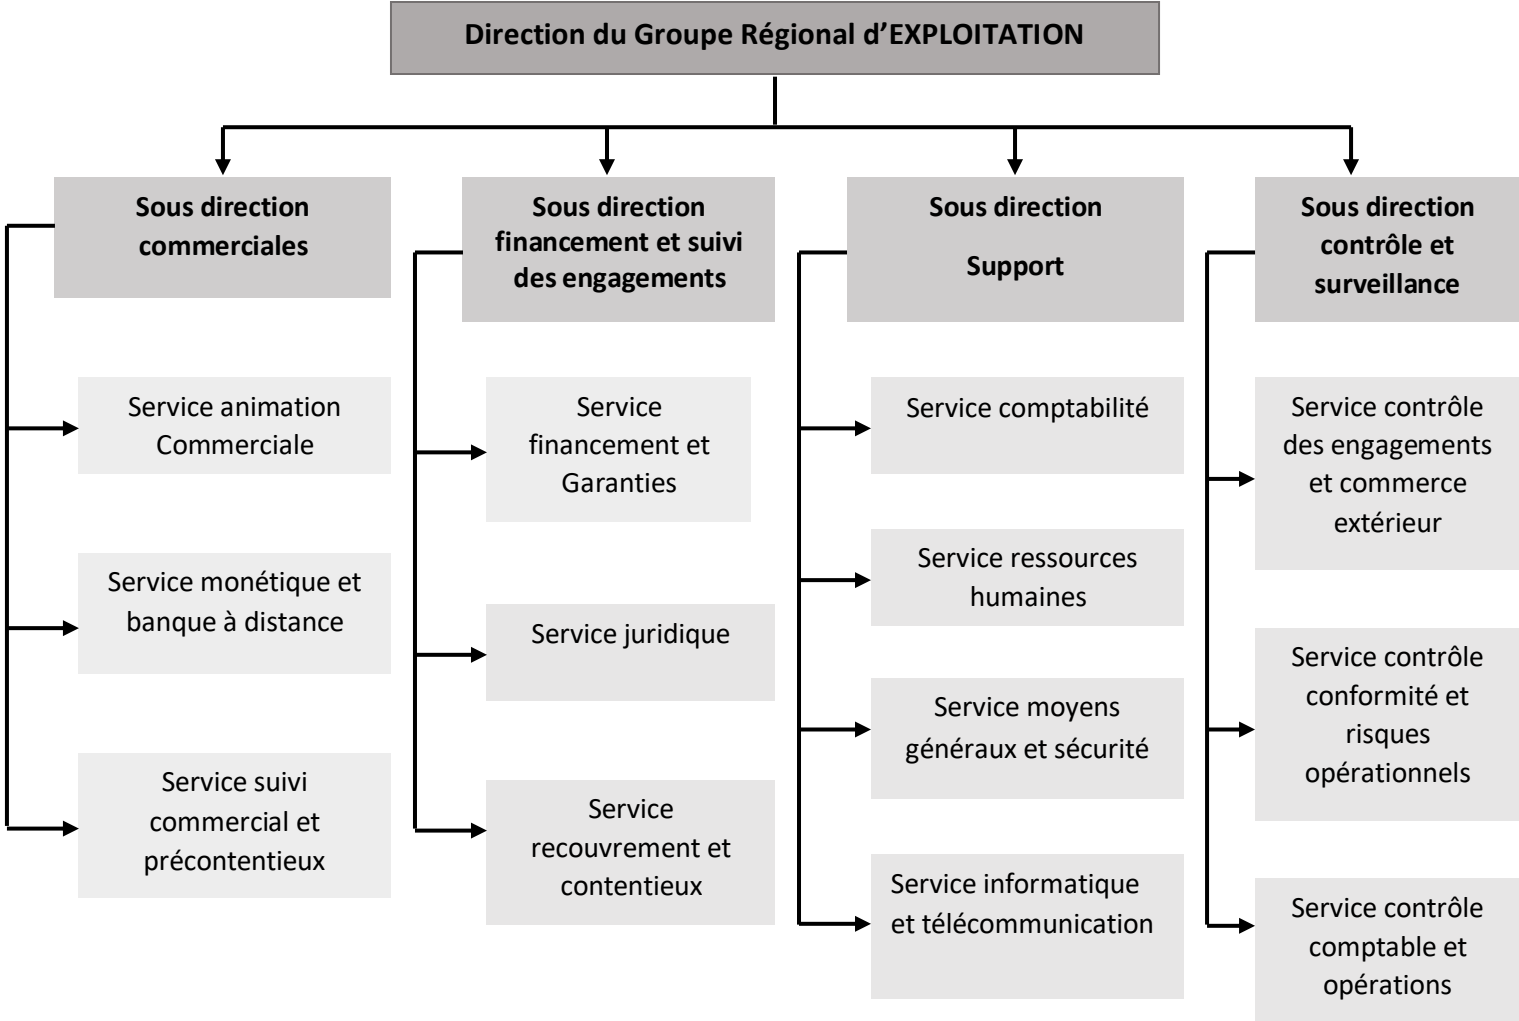 Direction du Groupe Régional d’EXPLOITATION
Sous direction
commerciales
Service animation
Commerciale
Service monétique et
banque à distance
Service suivi
commercial et
précontentieux
Sous direction
financement et suivi
des engagements
Service
financement et
Garanties
Service juridique
Service
recouvrement et
contentieux
Sous direction
Support
Service comptabilité
Service ressources
humaines
Service moyens
généraux et sécurité
Service informatique
et télécommunication
Sous direction
contrôle et
surveillance
Service contrôle
des engagements
et commerce
extérieur
Service contrôle
conformité et
risques
opérationnels
Service contrôle
comptable et
opérations